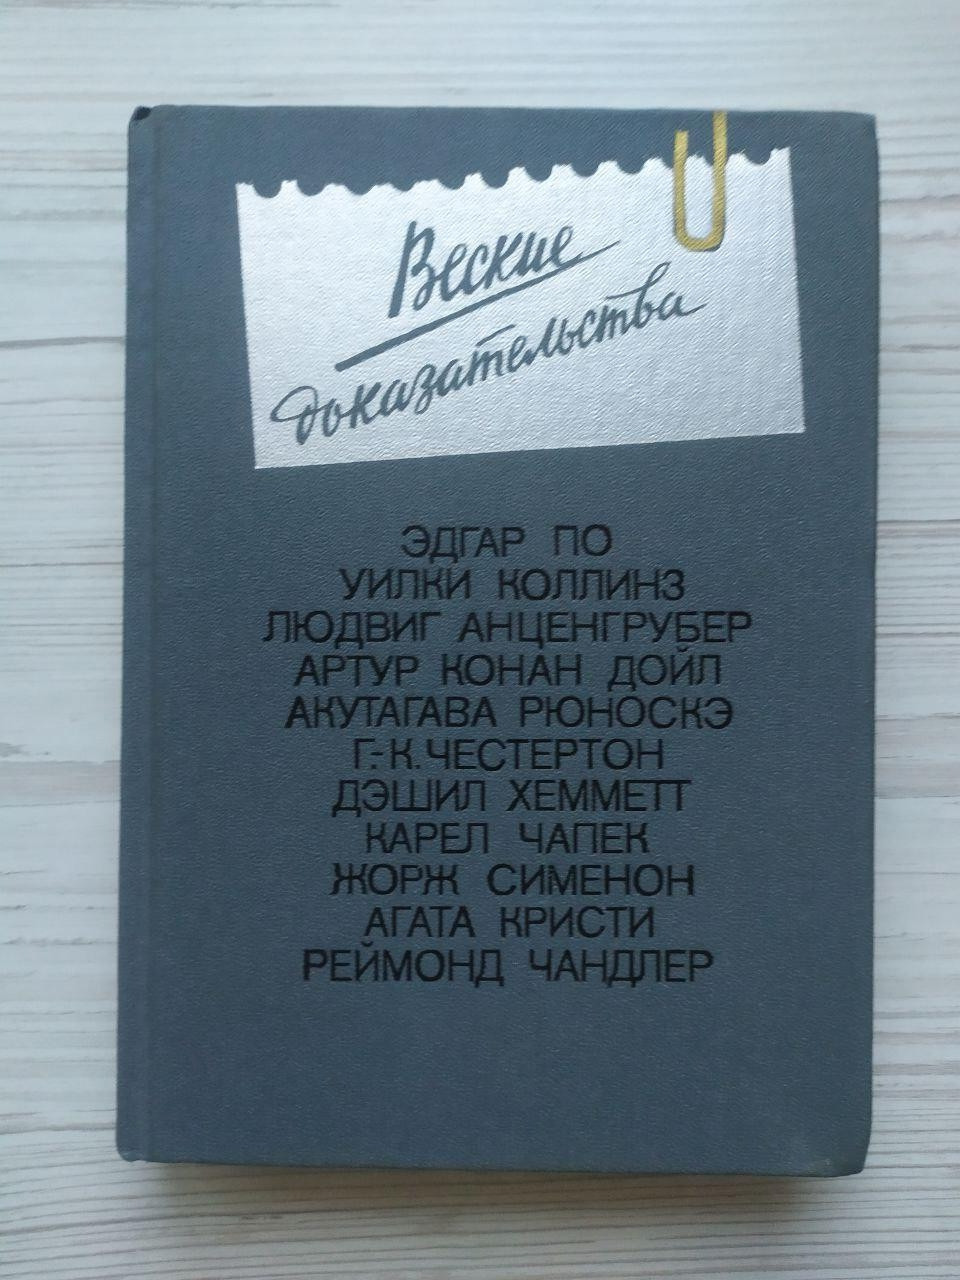 Веские
доказательства
ЭДГАР ПО
УИЛКИ КОЛЛИНЗ
ЛЮДВИГ АНЦЕНГРУБЕР
АРТУР КОНАН ДОЙЛ
АКУТАГАВА РЮНОСКЭ
Г.-К. ЧЕСТЕРТОН
ДЭШИЛ ХЕММЕТТ
КАРЕЛ ЧАПЕК
ЖОРЖ СИМЕНОН
АГАТА КРИСТИ
РЕЙМОНД ЧАНДЛЕР